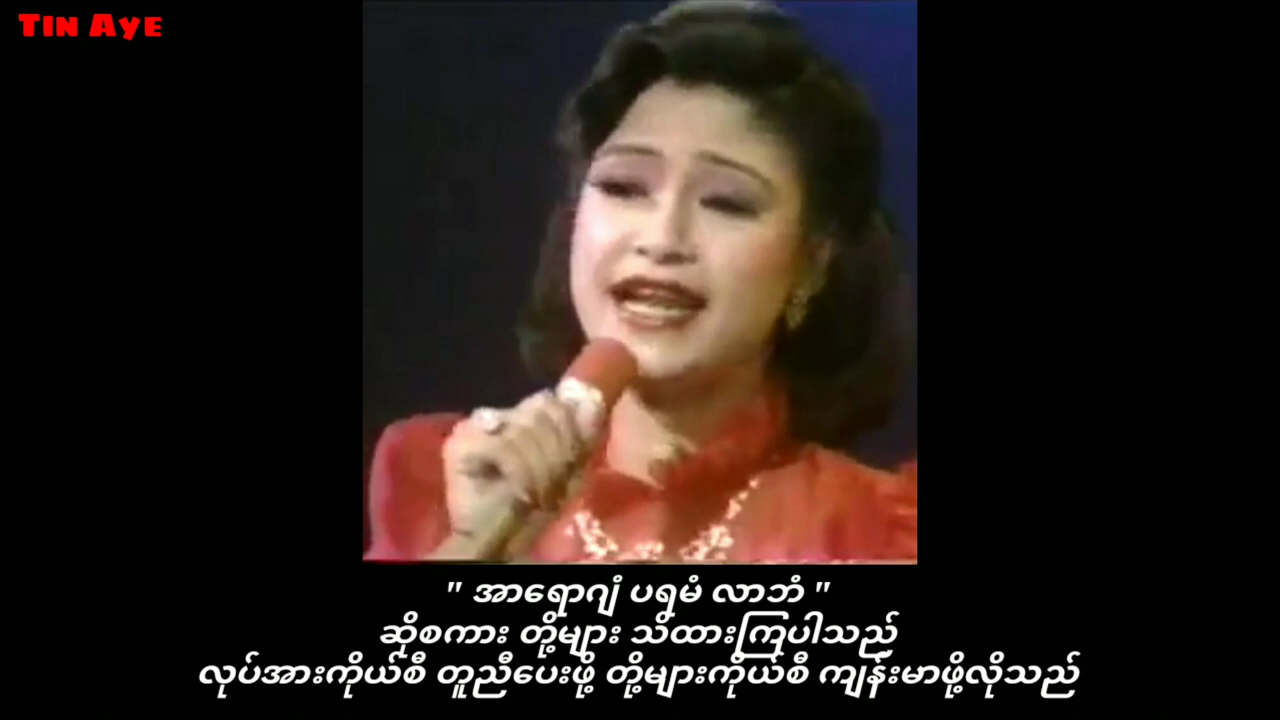 Tin Aye
" အာရောဂျံ ပရမံ လာဘံ "
ဆိုစကား တို့များ သိထားကြပါသည်
လုပ်အားကိုယ်စီ တူညီပေးဖို့ တို့များကိုယ်စီ ကျန်းမာဖို့လိုသည်